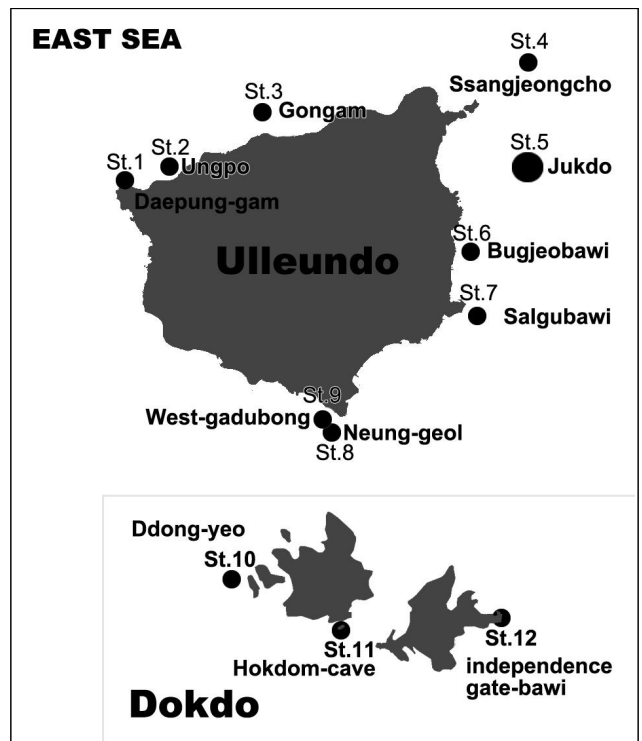 EAST SEA
St.4
Ssangjeongcho
St.3
Gongam
St.5
Jukdo
St.2
Ungpo
St.1
Daepung-gam
Ulleundo
St.6
Bugjeobawi
St.7
Salgubawi
St.9
West-gadubong
Neung-geol
St.8
Ddong-yeo
St.10
St.11
Hokdom-cave
St.12
independence
gate-bawi
Dokdo